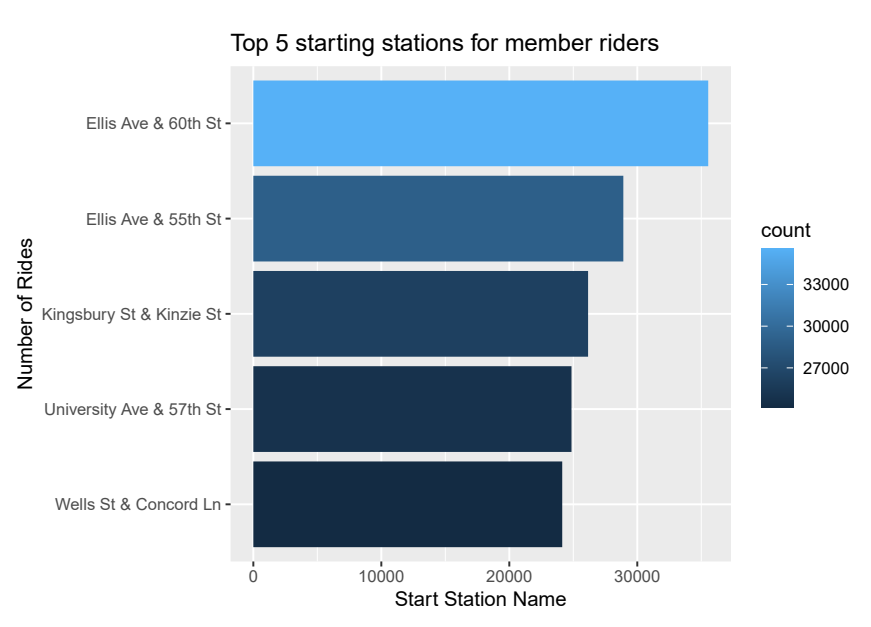 Top 5 starting stations for member riders
Number of Rides
Ellis Ave & 60th St
Ellis Ave & 55th St
Kingsbury St & Kinzie St
University Ave & 57th St
Wells St & Concord Ln
0 10000 20000 30000
Start Station Name
count
33000
30000
27000